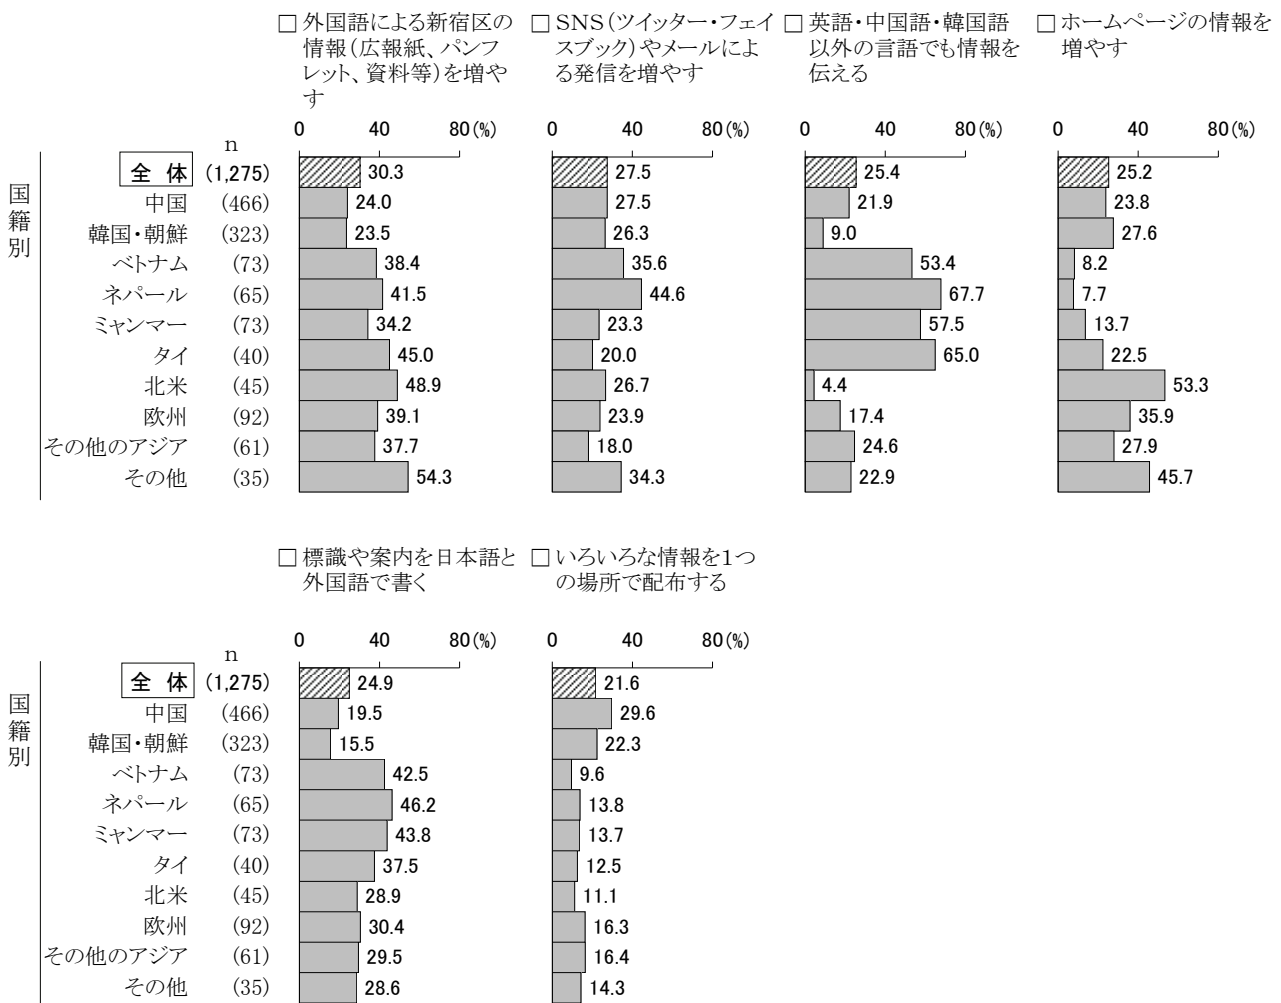 □ 外国語による新宿区の
情報(広報紙、パンフ
レット、資料等)を増や
す
□ SNS(ツイッター・フェイ
スブック)やメールによ
る発信を増やす
□ 英語・中国語・韓国語
以外の言語でも情報を
伝える
□ ホームページの情報を
増やす
0 40 80(%) 0 40 80(%) 0 40 80(%) 0 40 80(%)
n
国籍別
全 体 (1,275) 30.3 27.5 25.4 25.2
中国 (466) 24.0 27.5 21.9 23.8
韓国・朝鮮 (323) 23.5 26.3 9.0 27.6
ベトナム (73) 38.4 35.6 53.4 8.2
ネパール (65) 41.5 44.6 67.7 7.7
ミャンマー (73) 34.2 23.3 57.5 13.7
タイ (40) 45.0 20.0 65.0 22.5
北米 (45) 48.9 26.7 4.4 53.3
欧州 (92) 39.1 23.9 17.4 35.9
その他のアジア (61) 37.7 18.0 24.6 27.9
その他 (35) 54.3 34.3 22.9 45.7
□ 標識や案内を日本語と
外国語で書く
□ いろいろな情報を1つ
の場所で配布する
0 40 80(%) 0 40 80(%)
n
国籍別
全 体 (1,275) 24.9 21.6
中国 (466) 19.5 29.6
韓国・朝鮮 (323) 15.5 22.3
ベトナム (73) 42.5 9.6
ネパール (65) 46.2 13.8
ミャンマー (73) 43.8 13.7
タイ (40) 37.5 12.5
北米 (45) 28.9 11.1
欧州 (92) 30.4 16.3
その他のアジア (61) 29.5 16.4
その他 (35) 28.6 14.3